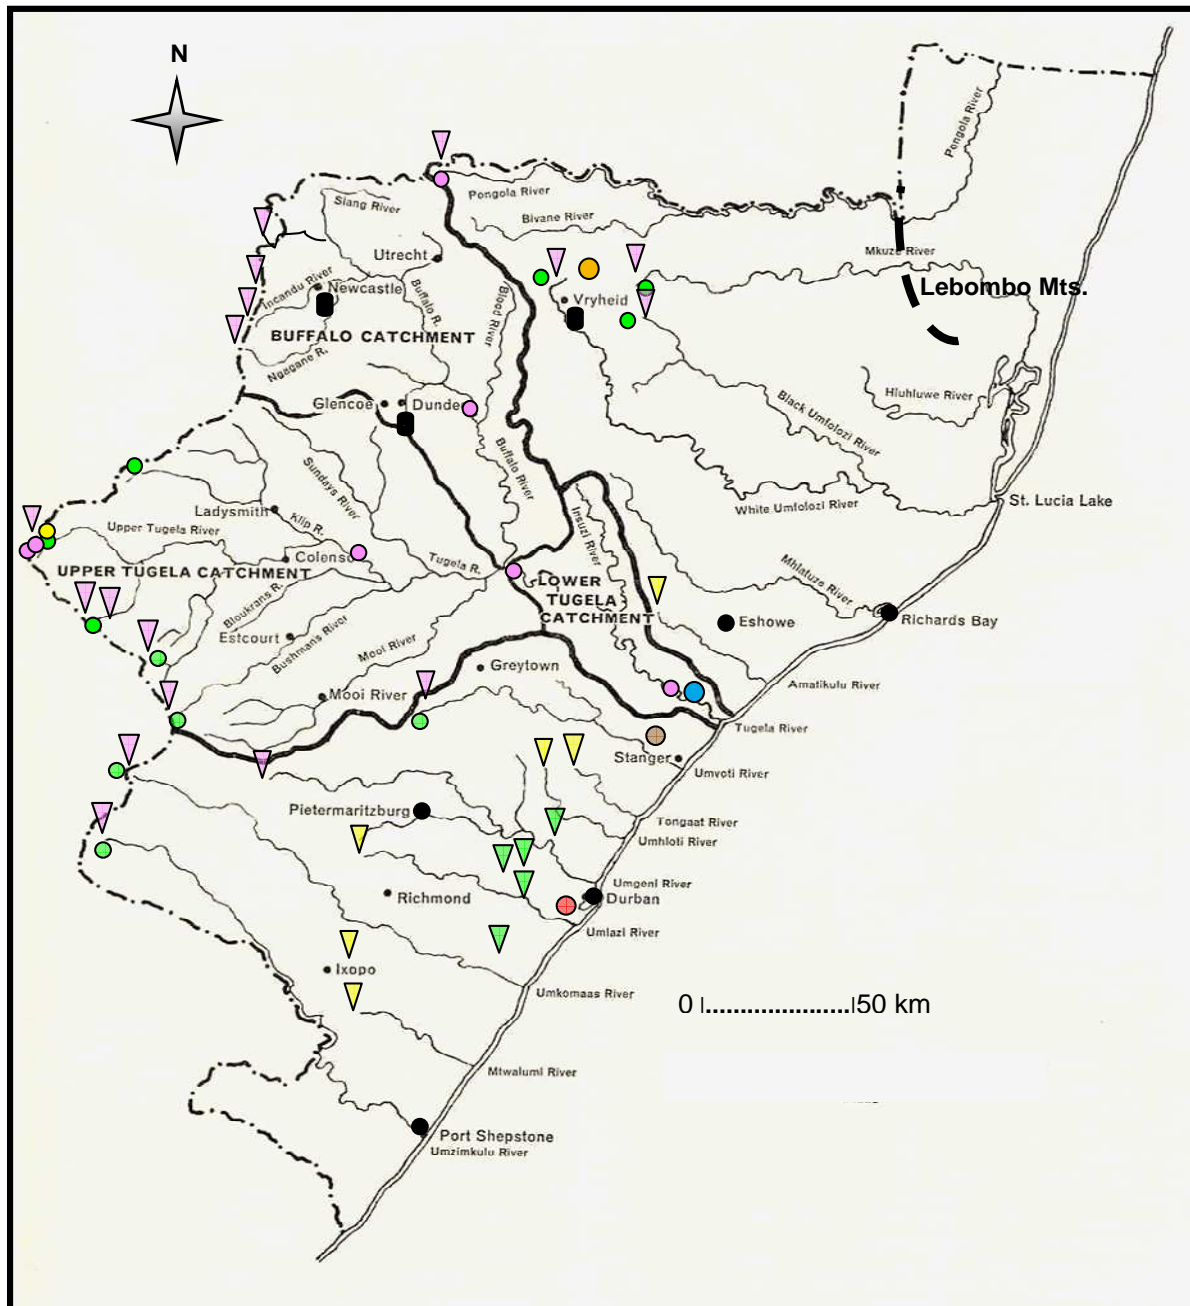 N
Pongola River
Siang River
Pongola River
Bivane River
Utrecht
Mkuze River
Incandu River
Newcastle
Buffalo R.
Blood River
Vryheid
Lebombo Mts.
BUFFALO CATCHMENT
Ngagane R.
Hluhluwe River
Glencoe
Dunde
Black Umfolozi River
Buffalo River
Sundays River
Ladysmith
Klip R.
White Umfolozi River
St. Lucia Lake
Upper Tugela River
Insuzi River
Colenso
Tugela R.
UPPER TUGELA CATCHMENT
Mhlatuze River
LOWER
TUGELA
CATCHMENT
Bloukrans R.
Eshowe
Richards Bay
Estcourt
Bushmans River
Mooi River
Greytown
Amatikulu River
Mooi River
Tugela River
Stanger
Umvoti River
Pietermaritzburg
Tongaat River
Umhloti River
Umgeni River
Richmond
Durban
Umlazi River
Ixopo
Umkomaas River
0 50 km
Mtwalumi River
Port Shepstone
Umzimkulu River